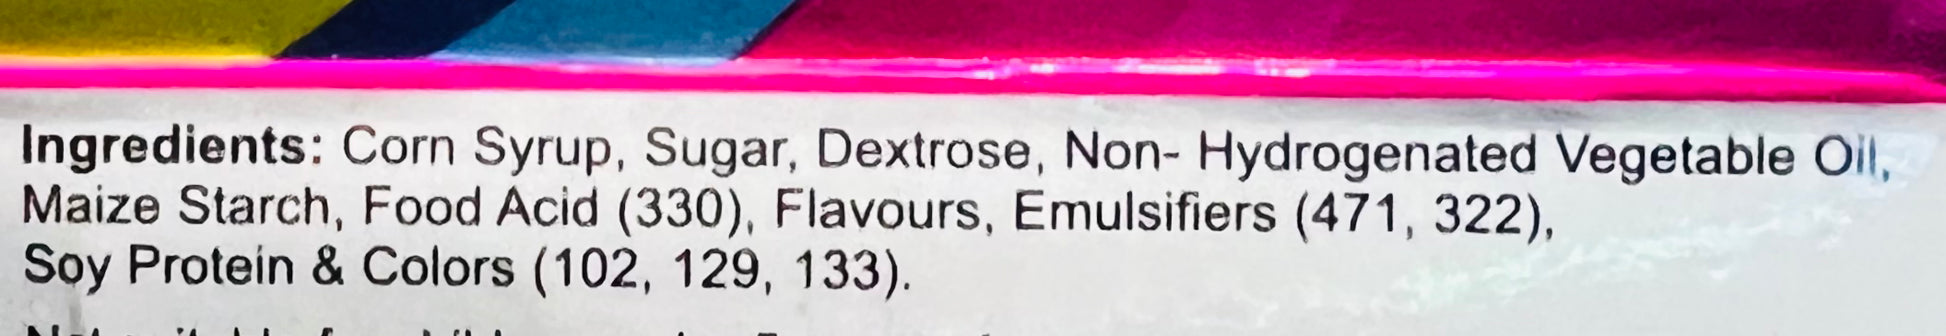 Ingredients: Corn Syrup, Sugar, Dextrose, Non- Hydrogenated Vegetable Oil,
Maize Starch, Food Acid (330), Flavours, Emulsifiers (471, 322),
Soy Protein & Colors (102, 129, 133).